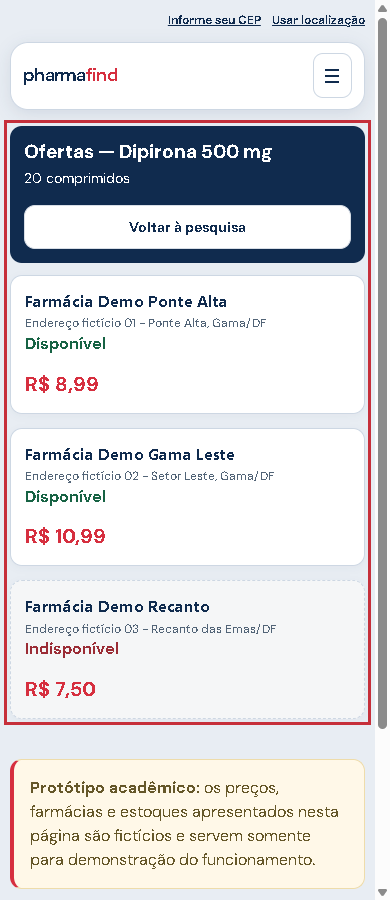 Informe seu CEP Usar localização
pharmafind
Ofertas — Dipirona 500 mg
20 comprimidos
Voltar à pesquisa
Farmácia Demo Ponte Alta
Endereço fictício 01 - Ponte Alta, Gama/DF
Disponível
R$ 8,99
Farmácia Demo Gama Leste
Endereço fictício 02 - Setor Leste, Gama/DF
Disponível
R$ 10,99
Farmácia Demo Recanto
Endereço fictício 03 - Recanto das Emas/DF
Indisponível
R$ 7,50
Protótipo acadêmico: os preços,
farmácias e estoques apresentados nesta
página são fictícios e servem somente
para demonstração do funcionamento.